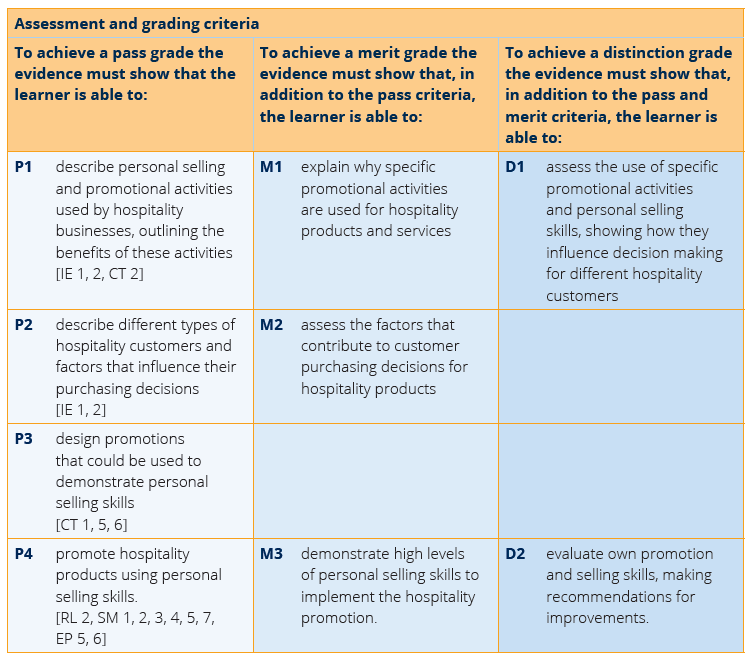 Assessment and grading criteria
To achieve a pass grade the
evidence must show that the
learner is able to:
To achieve a merit grade the
evidence must show that, in
addition to the pass criteria,
the learner is able to:
To achieve a distinction grade
the evidence must show that,
in addition to the pass and
merit criteria, the learner is
able to:
P1 describe personal selling
and promotional activities
used by hospitality
businesses, outlining the
benefits of these activities
[IE 1, 2, CT 2]
M1 explain why specific
promotional activities
are used for hospitality
products and services
D1 assess the use of specific
promotional activities
and personal selling
skills, showing how they
influence decision making
for different hospitality
customers
P2 describe different types of
hospitality customers and
factors that influence their
purchasing decisions
[IE 1, 2]
M2 assess the factors that
contribute to customer
purchasing decisions for
hospitality products
P3 design promotions
that could be used to
demonstrate personal
selling skills
[CT 1, 5, 6]
P4 promote hospitality
products using personal
selling skills.
[RL 2, SM 1, 2, 3, 4, 5, 7,
EP 5, 6]
M3 demonstrate high levels
of personal selling skills to
implement the hospitality
promotion.
D2 evaluate own promotion
and selling skills, making
recommendations for
improvements.